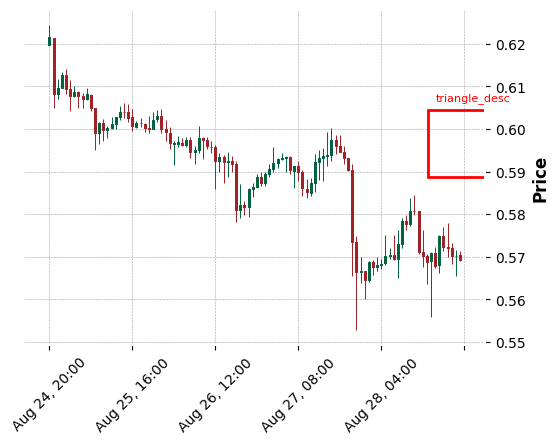 0.62
0.61
triangle_desc
0.60
0.59
0.58
0.57
0.56
0.55
Price
Aug 24, 20:00
Aug 25, 16:00
Aug 26, 12:00
Aug 27, 08:00
Aug 28, 04:00